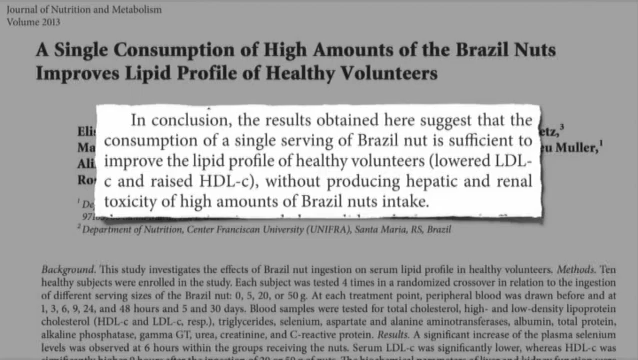 Journal of Nutrition and Metabolism
Volume 2013
A Single Consumption of High Amounts of the Brazil Nuts
Improves Lipid Profile of Healthy Volunteers
In conclusion, the results obtained here suggest that the
consumption of a single serving of Brazil nut is sufficient to
improve the lipid profile of healthy volunteers (lowered LDL-
c and raised HDL-c), without producing hepatic and renal
toxicity of high amounts of Brazil nuts intake.
Eli
etz,³
Ma
u Muller,¹
Ali
Ro
¹ De
971
² Department of Nutrition, Center Franciscan University (UNIFRA), Santa Maria, RS, Brazil
Background. This study investigates the effects of Brazil nut ingestion on serum lipid profile in healthy volunteers. Methods. Ten
healthy subjects were enrolled in the study. Each subject was tested 4 times in a randomized crossover in relation to the ingestion
of different serving sizes of the Brazil nut: 0, 5, 20, or 50 g. At each treatment point, peripheral blood was drawn before and at
1, 3, 6, 9, 24, and 48 hours and 5 and 30 days. Blood samples were tested for total cholesterol, high- and low-density lipoprotein
cholesterol (HDL-c and LDL-c, resp.), triglycerides, selenium, aspartate and alanine aminotransferases, albumin, total protein,
alkaline phosphatase, gamma GT, urea, creatinine, and C-reactive protein. Results. A significant increase of the plasma selenium
levels was observed at 6 hours within the groups receiving the nuts. Serum LDL-c was significantly lower, whereas HDL-c was